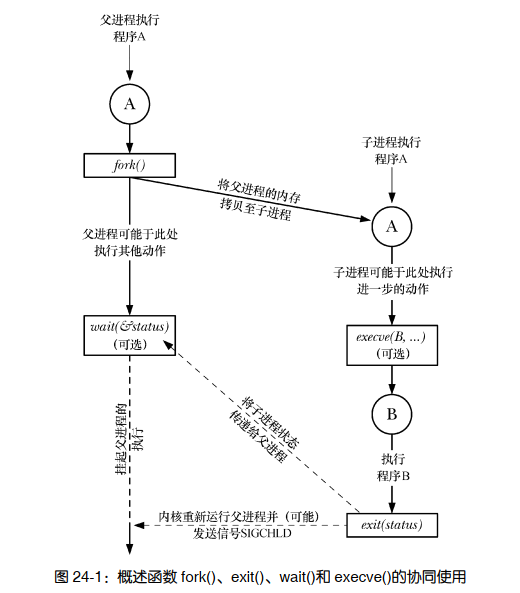 父进程执行
程序A
A
fork()
子进程执行
程序A
将父进程的内存
拷贝至子进程
A
父进程可能于此处
执行其他动作
子进程可能于此处执行
进一步的动作
wait(&status)
（可选）
execve(B, ...)
（可选）
B
将子进程状态
传递给父进程
挂起父进程的
执行
执行
程序B
内核重新运行父进程并（可能）
发送信号SIGCHLD
exit(status)
图 24-1：概述函数 fork()、exit()、wait()和 execve()的协同使用